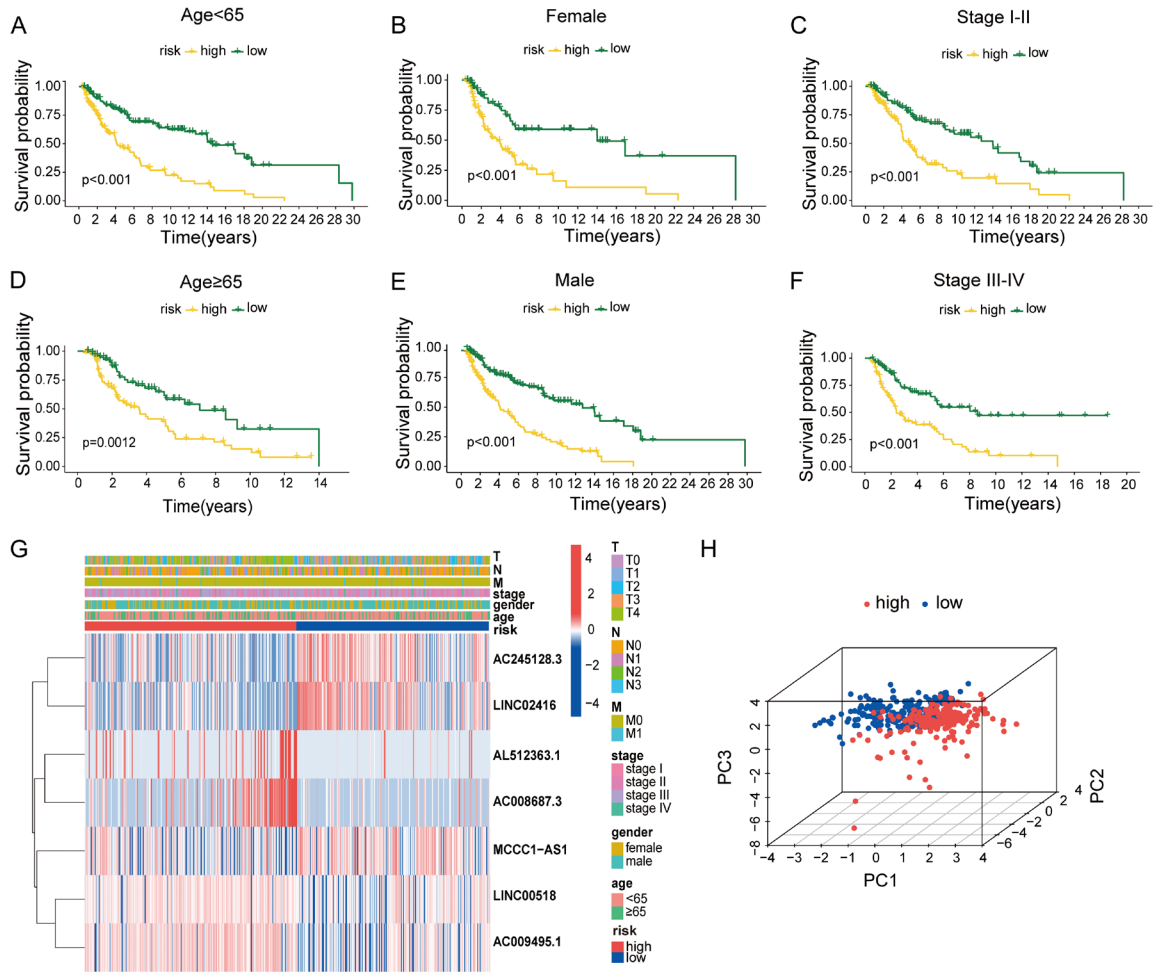 A
Age<65
risk high low
Survival probability
1.00
0.75
0.50
0.25
0.00
p<0.001
0 2 4 6 8 10 12 14 16 18 20 22 24 26 28 30
Time(years)
B
Female
risk high low
Survival probability
1.00
0.75
0.50
0.25
0.00
p<0.001
0 2 4 6 8 10 12 14 16 18 20 22 24 26 28 30
Time(years)
C
Stage I-II
risk high low
Survival probability
1.00
0.75
0.50
0.25
0.00
p<0.001
0 2 4 6 8 10 12 14 16 18 20 22 24 26 28 30
Time(years)
D
Age≥65
risk high low
Survival probability
1.00
0.75
0.50
0.25
0.00
p=0.0012
0 2 4 6 8 10 12 14
Time(years)
E
Male
risk high low
Survival probability
1.00
0.75
0.50
0.25
0.00
p<0.001
0 2 4 6 8 10 12 14 16 18 20 22 24 26 28 30
Time(years)
F
Stage III-IV
risk high low
Survival probability
1.00
0.75
0.50
0.25
0.00
p<0.001
0 2 4 6 8 10 12 14 16 18 20
Time(years)
G
T
N
M
stage
gender
age
risk
AC245128.3
LINC02416
AL512363.1
AC008687.3
MCCC1−AS1
LINC00518
AC009495.1
4
2
0
−2
−4
T
T0
T1
T2
T3
T4
N
N0
N1
N2
N3
M
M0
M1
stage
stage I
stage II
stage III
stage IV
gender
female
male
age
<65
≥65
risk
high
low
H
high low
PC3
4
2
0
−2
−4
−6
−8
−4 −3 −2 −1 0 1 2 3 4
PC1
−6
−4
−2
0
2
4
PC2